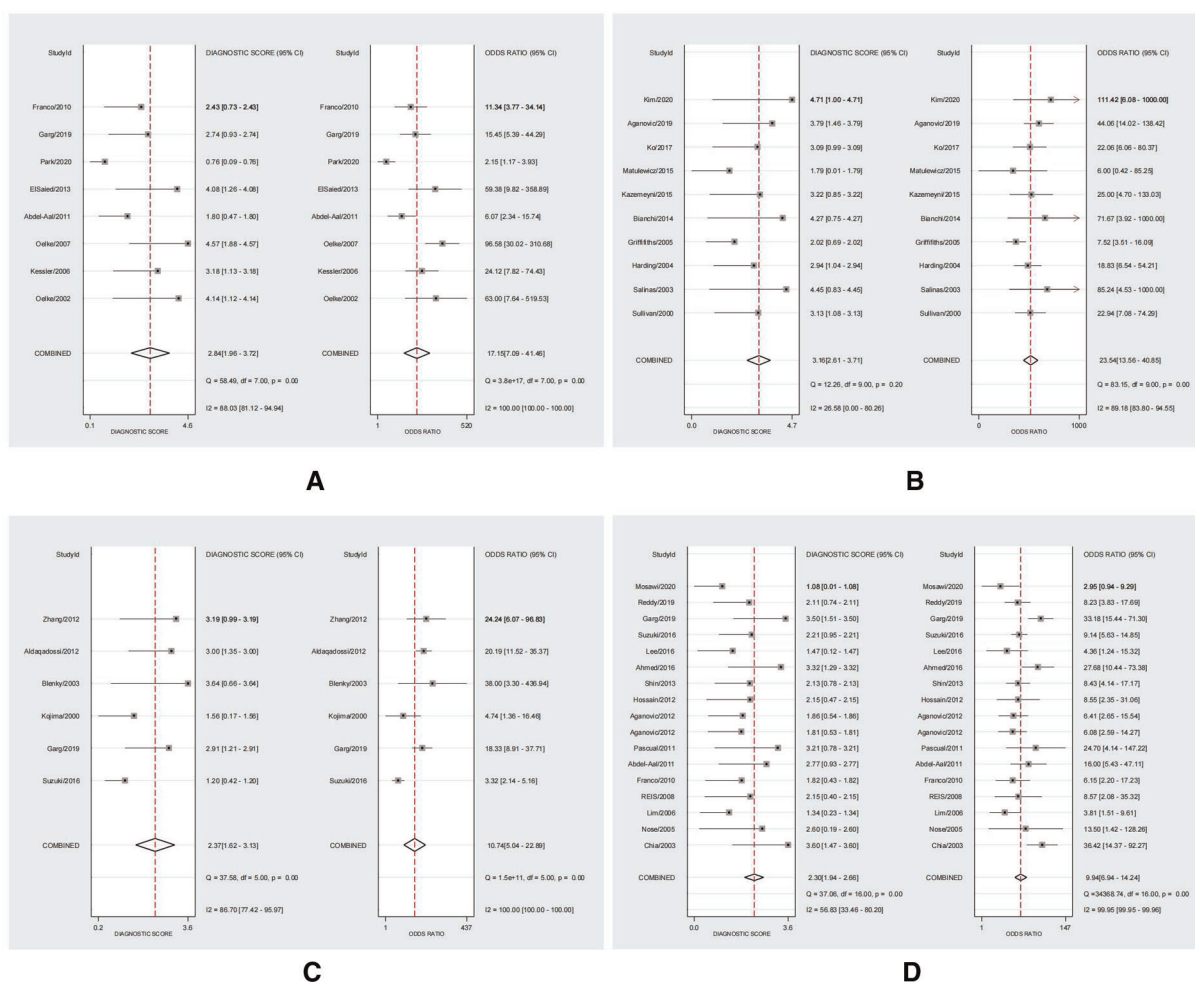 StudyId DIAGNOSTIC SCORE (95% CI) StudyId ODDS RATIO (95% CI)
Franco/2010 2.43 [0.73 - 2.43] Franco/2010 11.34 [3.77 - 34.14]
Garg/2019 2.74 [0.93 - 2.74] Garg/2019 15.45 [5.39 - 44.29]
Park/2020 0.76 [0.09 - 0.76] Park/2020 2.15 [1.17 - 3.93]
ElSaied/2013 4.08 [1.26 - 4.08] ElSaied/2013 59.38 [9.82 - 358.89]
Abdel-Aal/2011 1.80 [0.47 - 1.80] Abdel-Aal/2011 6.07 [2.34 - 15.74]
Oelke/2007 4.57 [1.88 - 4.57] Oelke/2007 96.58 [30.02 - 310.68]
Kessler/2006 3.18 [1.13 - 3.18] Kessler/2006 24.12 [7.82 - 74.43]
Oelke/2002 4.14 [1.12 - 4.14] Oelke/2002 63.00 [7.64 - 519.53]
COMBINED 2.84[1.96 - 3.72] COMBINED 17.15[7.09 - 41.46]
Q = 58.49, df = 7.00, p = 0.00 Q = 3.8e+17, df = 7.00, p = 0.00
I2 = 88.03 [81.12 - 94.94] I2 = 100.00 [100.00 - 100.00]
0.1 4.6 1 520
DIAGNOSTIC SCORE ODDS RATIO
A
StudyId DIAGNOSTIC SCORE (95% CI) StudyId ODDS RATIO (95% CI)
Kim/2020 4.71 [1.00 - 4.71] Kim/2020 111.42 [6.08 - 1000.00]
Aganovic/2019 3.79 [1.46 - 3.79] Aganovic/2019 44.06 [14.02 - 138.42]
Ko/2017 3.09 [0.99 - 3.09] Ko/2017 22.06 [6.06 - 80.37]
Matulewicz/2015 1.79 [0.01 - 1.79] Matulewicz/2015 6.00 [0.42 - 85.25]
Kazemeyni/2015 3.22 [0.85 - 3.22] Kazemeyni/2015 25.00 [4.70 - 133.03]
Bianchi/2014 4.27 [0.75 - 4.27] Bianchi/2014 71.67 [3.92 - 1000.00]
Griffifiths/2005 2.02 [0.69 - 2.02] Griffifiths/2005 7.52 [3.51 - 16.09]
Harding/2004 2.94 [1.04 - 2.94] Harding/2004 18.83 [6.54 - 54.21]
Salinas/2003 4.45 [0.83 - 4.45] Salinas/2003 85.24 [4.53 - 1000.00]
Sullivan/2000 3.13 [1.08 - 3.13] Sullivan/2000 22.94 [7.08 - 74.29]
COMBINED 3.16[2.61 - 3.71] COMBINED 23.54[13.56 - 40.85]
Q = 12.26, df = 9.00, p = 0.20 Q = 83.15, df = 9.00, p = 0.00
I2 = 26.58 [0.00 - 80.26] I2 = 89.18 [83.80 - 94.55]
0.0 4.7 0 1000
DIAGNOSTIC SCORE ODDS RATIO
B
StudyId DIAGNOSTIC SCORE (95% CI) StudyId ODDS RATIO (95% CI)
Zhang/2012 3.19 [0.99 - 3.19] Zhang/2012 24.24 [6.07 - 96.83]
Aldaqadossi/2012 3.00 [1.35 - 3.00] Aldaqadossi/2012 20.19 [11.52 - 35.37]
Blenky/2003 3.64 [0.66 - 3.64] Blenky/2003 38.00 [3.30 - 436.94]
Kojima/2000 1.56 [0.17 - 1.56] Kojima/2000 4.74 [1.36 - 16.46]
Garg/2019 2.91 [1.21 - 2.91] Garg/2019 18.33 [8.91 - 37.71]
Suzuki/2016 1.20 [0.42 - 1.20] Suzuki/2016 3.32 [2.14 - 5.16]
COMBINED 2.37[1.62 - 3.13] COMBINED 10.74[5.04 - 22.89]
Q = 37.58, df = 5.00, p = 0.00 Q = 1.5e+11, df = 5.00, p = 0.00
I2 = 86.70 [77.42 - 95.97] I2 = 100.00 [100.00 - 100.00]
0.2 3.6 1 437
DIAGNOSTIC SCORE ODDS RATIO
C
StudyId DIAGNOSTIC SCORE (95% CI) StudyId ODDS RATIO (95% CI)
Mosawi/2020 1.08 [0.01 - 1.08] Mosawi/2020 2.95 [0.94 - 9.29]
Reddy/2019 2.11 [0.74 - 2.11] Reddy/2019 8.23 [3.83 - 17.69]
Garg/2019 3.50 [1.51 - 3.50] Garg/2019 33.18 [15.44 - 71.30]
Suzuki/2016 2.21 [0.95 - 2.21] Suzuki/2016 9.14 [5.63 - 14.85]
Lee/2016 1.47 [0.12 - 1.47] Lee/2016 4.36 [1.24 - 15.32]
Ahmed/2016 3.32 [1.29 - 3.32] Ahmed/2016 27.68 [10.44 - 73.38]
Shin/2013 2.13 [0.78 - 2.13] Shin/2013 8.43 [4.14 - 17.17]
Hossain/2012 2.15 [0.47 - 2.15] Hossain/2012 8.55 [2.35 - 31.06]
Aganovic/2012 1.86 [0.54 - 1.86] Aganovic/2012 6.41 [2.65 - 15.54]
Aganovic/2012 1.81 [0.53 - 1.81] Aganovic/2012 6.08 [2.59 - 14.27]
Pascual/2011 3.21 [0.78 - 3.21] Pascual/2011 24.70 [4.14 - 147.22]
Abdel-Aal/2011 2.77 [0.93 - 2.77] Abdel-Aal/2011 16.00 [5.43 - 47.11]
Franco/2010 1.82 [0.43 - 1.82] Franco/2010 6.15 [2.20 - 17.23]
REIS/2008 2.15 [0.40 - 2.15] REIS/2008 8.57 [2.08 - 35.32]
Lim/2006 1.34 [0.23 - 1.34] Lim/2006 3.81 [1.51 - 9.61]
Nose/2005 2.60 [0.19 - 2.60] Nose/2005 13.50 [1.42 - 128.26]
Chia/2003 3.60 [1.47 - 3.60] Chia/2003 36.42 [14.37 - 92.27]
COMBINED 2.30[1.94 - 2.66] COMBINED 9.94[6.94 - 14.24]
Q = 37.06, df = 16.00, p = 0.00 Q =34368.74, df = 16.00, p = 0.00
I2 = 56.83 [33.46 - 80.20] I2 = 99.95 [99.95 - 99.96]
0.0 3.6 1 147
DIAGNOSTIC SCORE ODDS RATIO
D